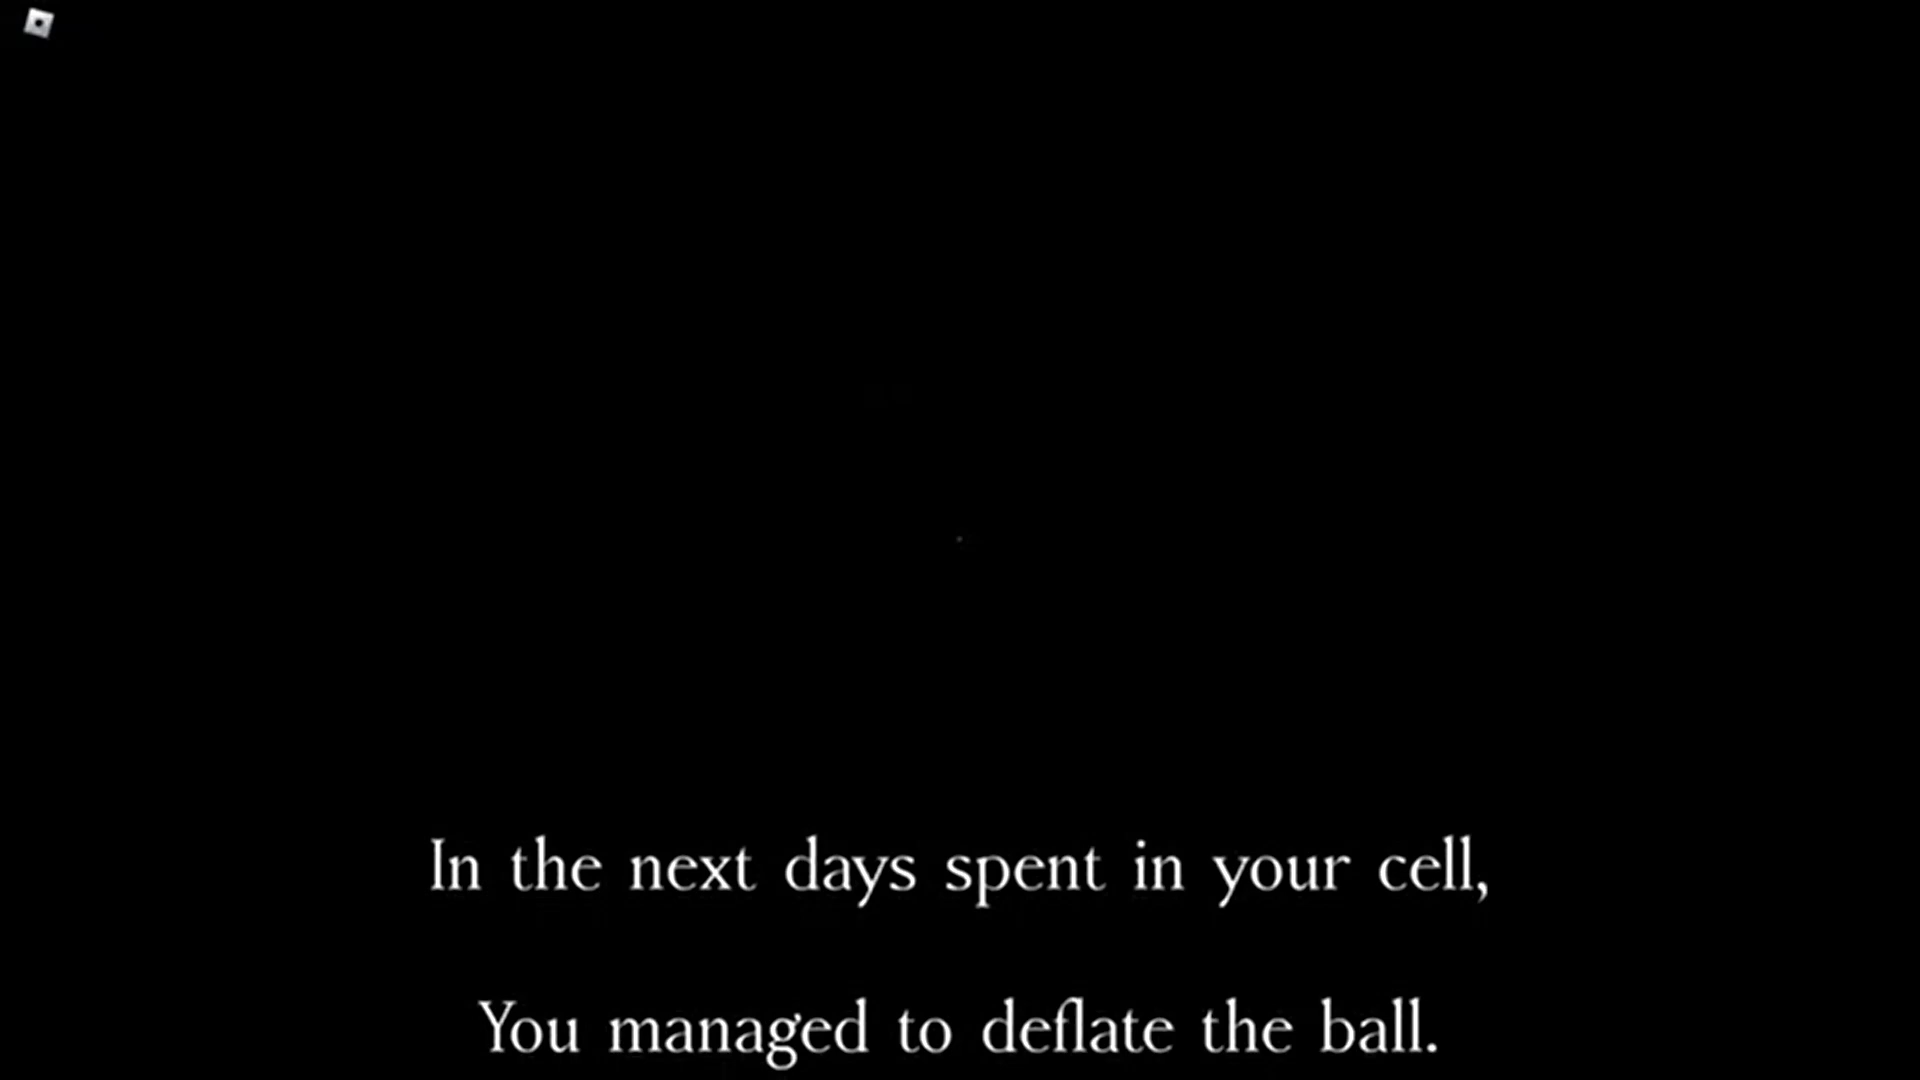 In the next days spent in your cell,
You managed to deflate the ball.